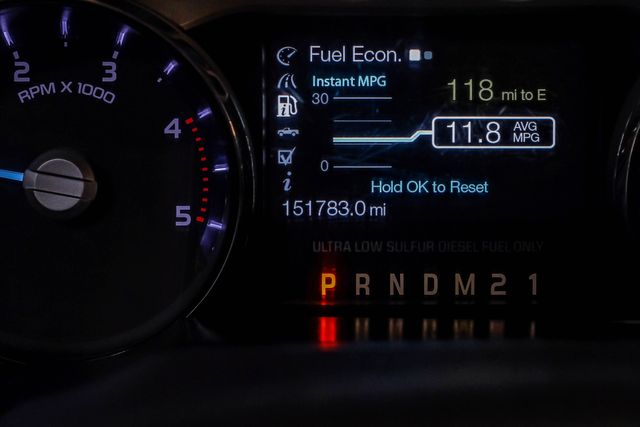 2 3
RPM X 1000
4
5
Fuel Econ.
Instant MPG
30
118 mi to E
11.8 AVG MPG
0
Hold OK to Reset
151783.0 mi
ULTRA LOW SULFUR DIESEL FUEL ONLY
P R N D M 2 1